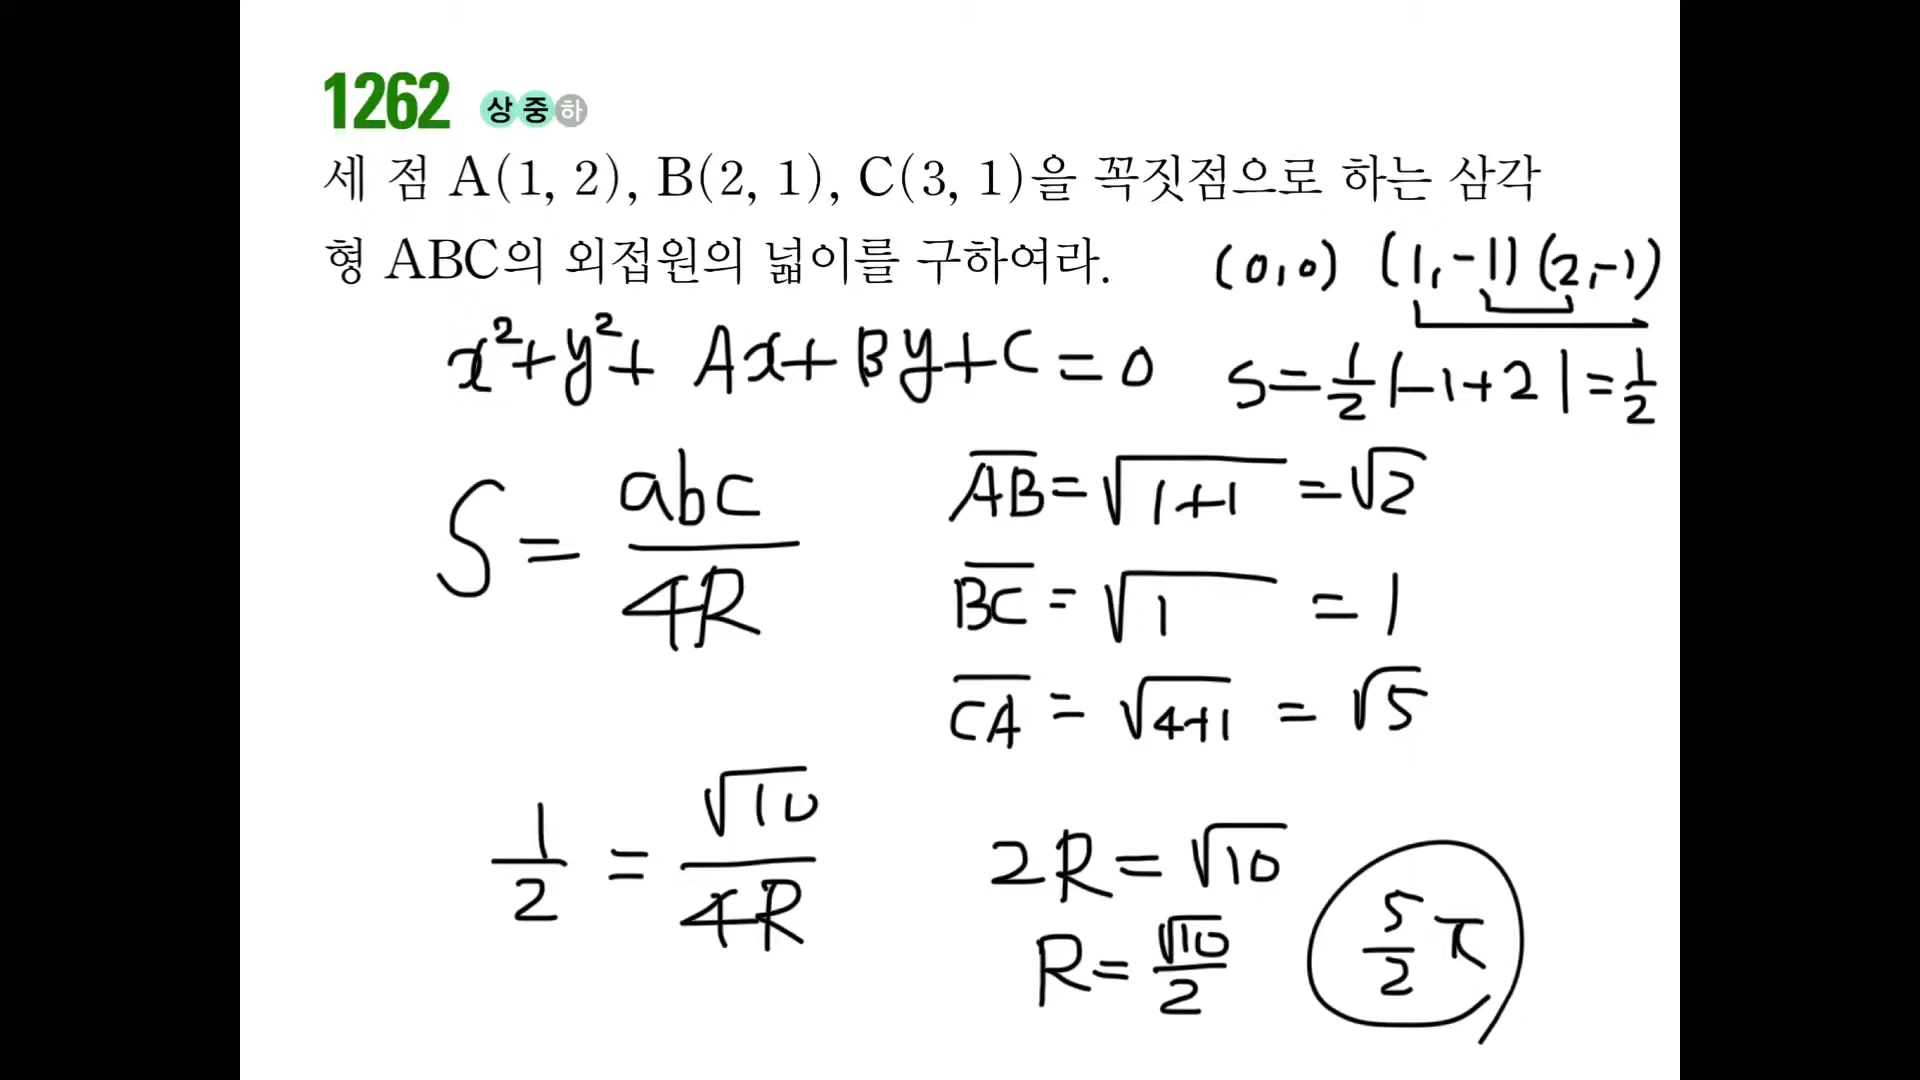 1262 상 중 하
세 점 A(1, 2), B(2, 1), C(3, 1)을 꼭짓점으로 하는 삼각
형 ABC의 외접원의 넓이를 구하여라.
(0,0) (1,-1) (2,-1)
x²+y²+ Ax+By+C=0
S=1/2|-1+2|=1/2
S=abc/4R
AB̅=√(1+1)=√2
BC̅=√1=1
CA̅=√(4+1)=√5
1/2=√10/4R
2R=√10
R=√10/2
5/2π